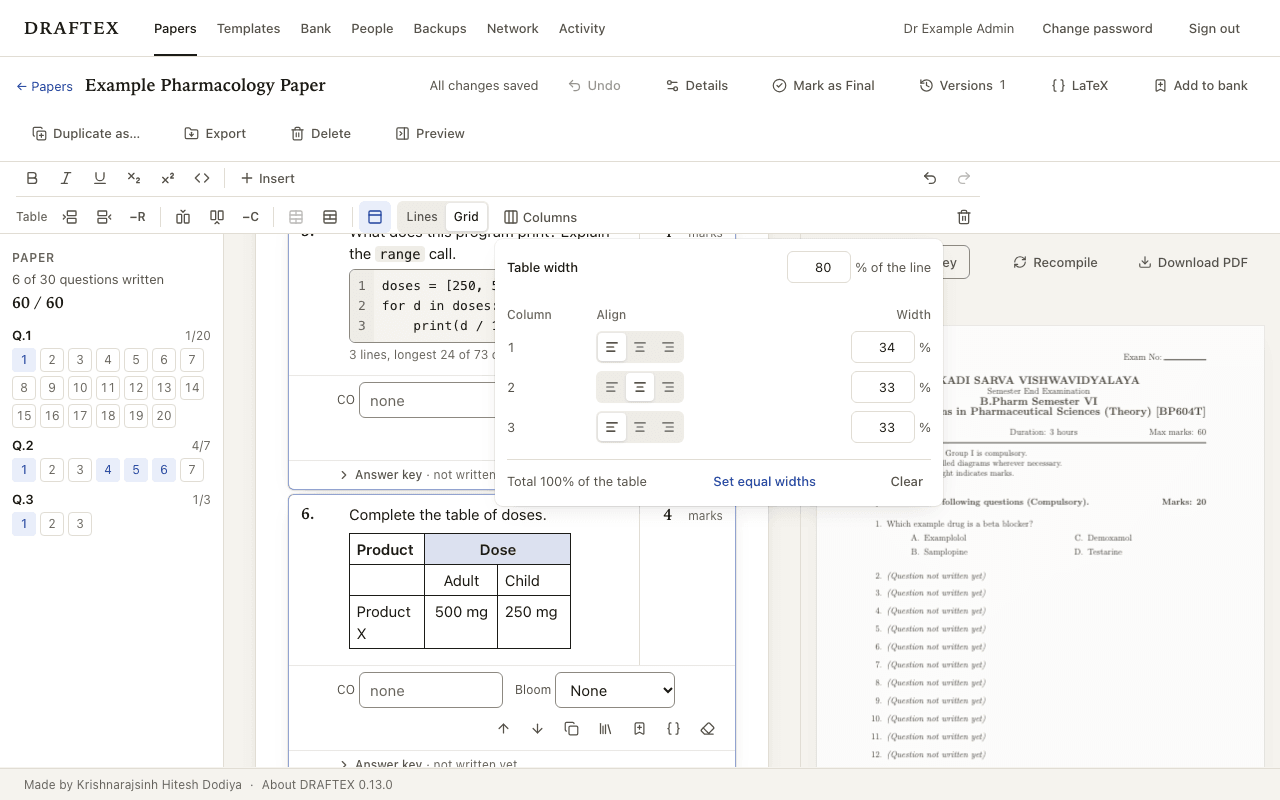 DRAFTEX Papers Templates Bank People Backups Network Activity Dr Example Admin Change password Sign out
← Papers Example Pharmacology Paper All changes saved Undo Details Mark as Final Versions 1 { } LaTeX Add to bank
Duplicate as... Export Delete Preview
B I U X₂ x² <> + Insert
Table −R −C Lines Grid Columns
PAPER
6 of 30 questions written
60 / 60
Q.1 1/20
1 2 3 4 5 6 7
8 9 10 11 12 13 14
15 16 17 18 19 20
Q.2 4/7
1 2 3 4 5 6 7
Q.3 1/3
1 2 3
What does this program print? Explain
marks
the range call.
1 doses = [250, 5
2 for d in doses:
3 print(d / 1
3 lines, longest 24 of 73 c
CO none
Answer key · not written
Table width 80 % of the line
Column Align Width
1 34 %
2 33 %
3 33 %
Total 100% of the table Set equal widths Clear
6. Complete the table of doses. 4 marks
Product Dose
Adult Child
Product X 500 mg 250 mg
CO none Bloom None
{ }
Answer key · not written yet
ey Recompile Download PDF
Exam No:
KADI SARVA VISHWAVIDYALAYA
Semester End Examination
B.Pharm Semester VI
ns in Pharmaceutical Sciences (Theory) [BP604T]
Duration: 3 hours Max marks: 60
Group I is compulsory.
lled diagrams wherever necessary.
ght indicates marks.
following questions (Compulsory). Marks: 20
1. Which example drug is a beta blocker?
A. Examplolol C. Demoxamol
B. Samplopine D. Testarine
2. (Question not written yet)
3. (Question not written yet)
4. (Question not written yet)
5. (Question not written yet)
6. (Question not written yet)
7. (Question not written yet)
8. (Question not written yet)
9. (Question not written yet)
10. (Question not written yet)
11. (Question not written yet)
12. (Question not written yet)
Made by Krishnarajsinh Hitesh Dodiya · About DRAFTEX 0.13.0